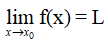 lim f(x) = L
x→x₀